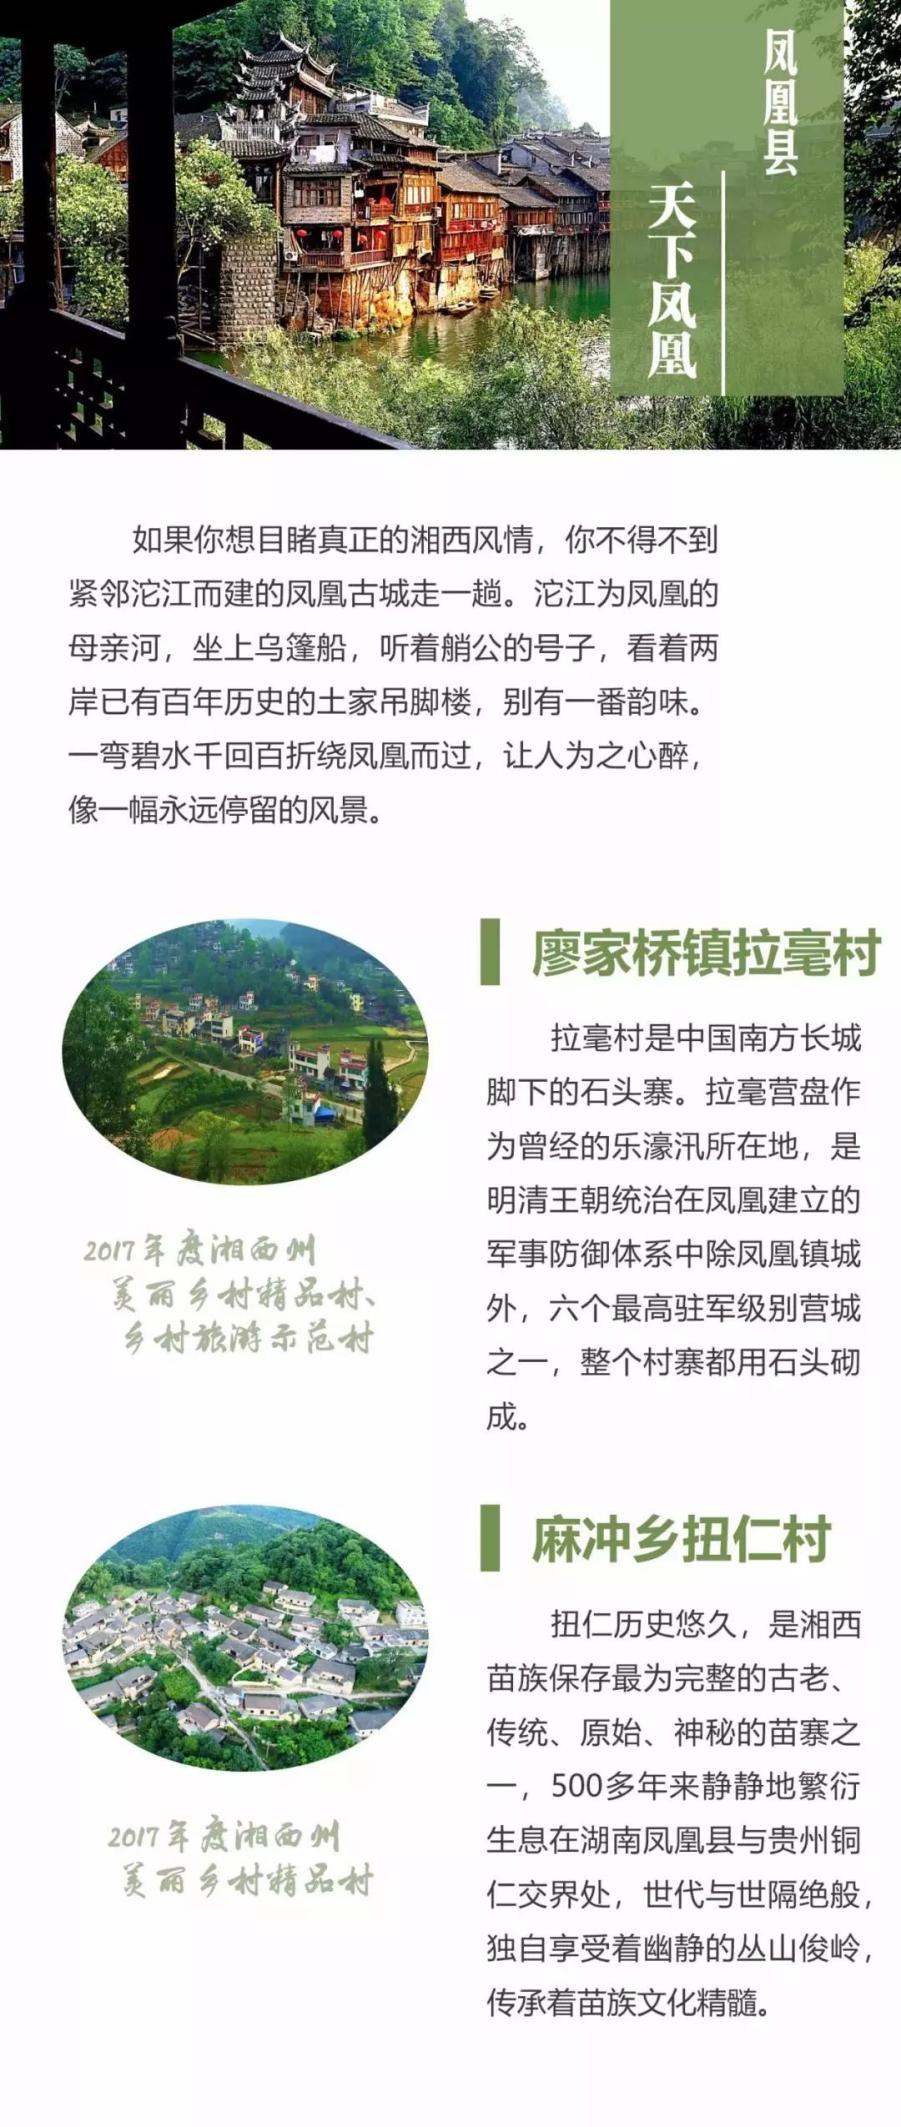 凤凰县
天下凤凰
如果你想目睹真正的湘西风情，你不得不到
紧邻沱江而建的凤凰古城走一趟。沱江为凤凰的
母亲河，坐上乌篷船，听着艄公的号子，看着两
岸已有百年历史的土家吊脚楼，别有一番韵味。
一弯碧水千回百折绕凤凰而过，让人为之心醉，
像一幅永远停留的风景。
廖家桥镇拉毫村
拉毫村是中国南方长城
脚下的石头寨。拉毫营盘作
为曾经的乐濠汛所在地，是
明清王朝统治在凤凰建立的
军事防御体系中除凤凰镇城
外，六个最高驻军级别营城
之一，整个村寨都用石头砌
成。
2017年度湘西州
美丽乡村精品村、
乡村旅游示范村
麻冲乡扭仁村
扭仁历史悠久，是湘西
苗族保存最为完整的古老、
传统、原始、神秘的苗寨之
一，500多年来静静地繁衍
生息在湖南凤凰县与贵州铜
仁交界处，世代与世隔绝般，
独自享受着幽静的丛山俊岭，
传承着苗族文化精髓。
2017年度湘西州
美丽乡村精品村